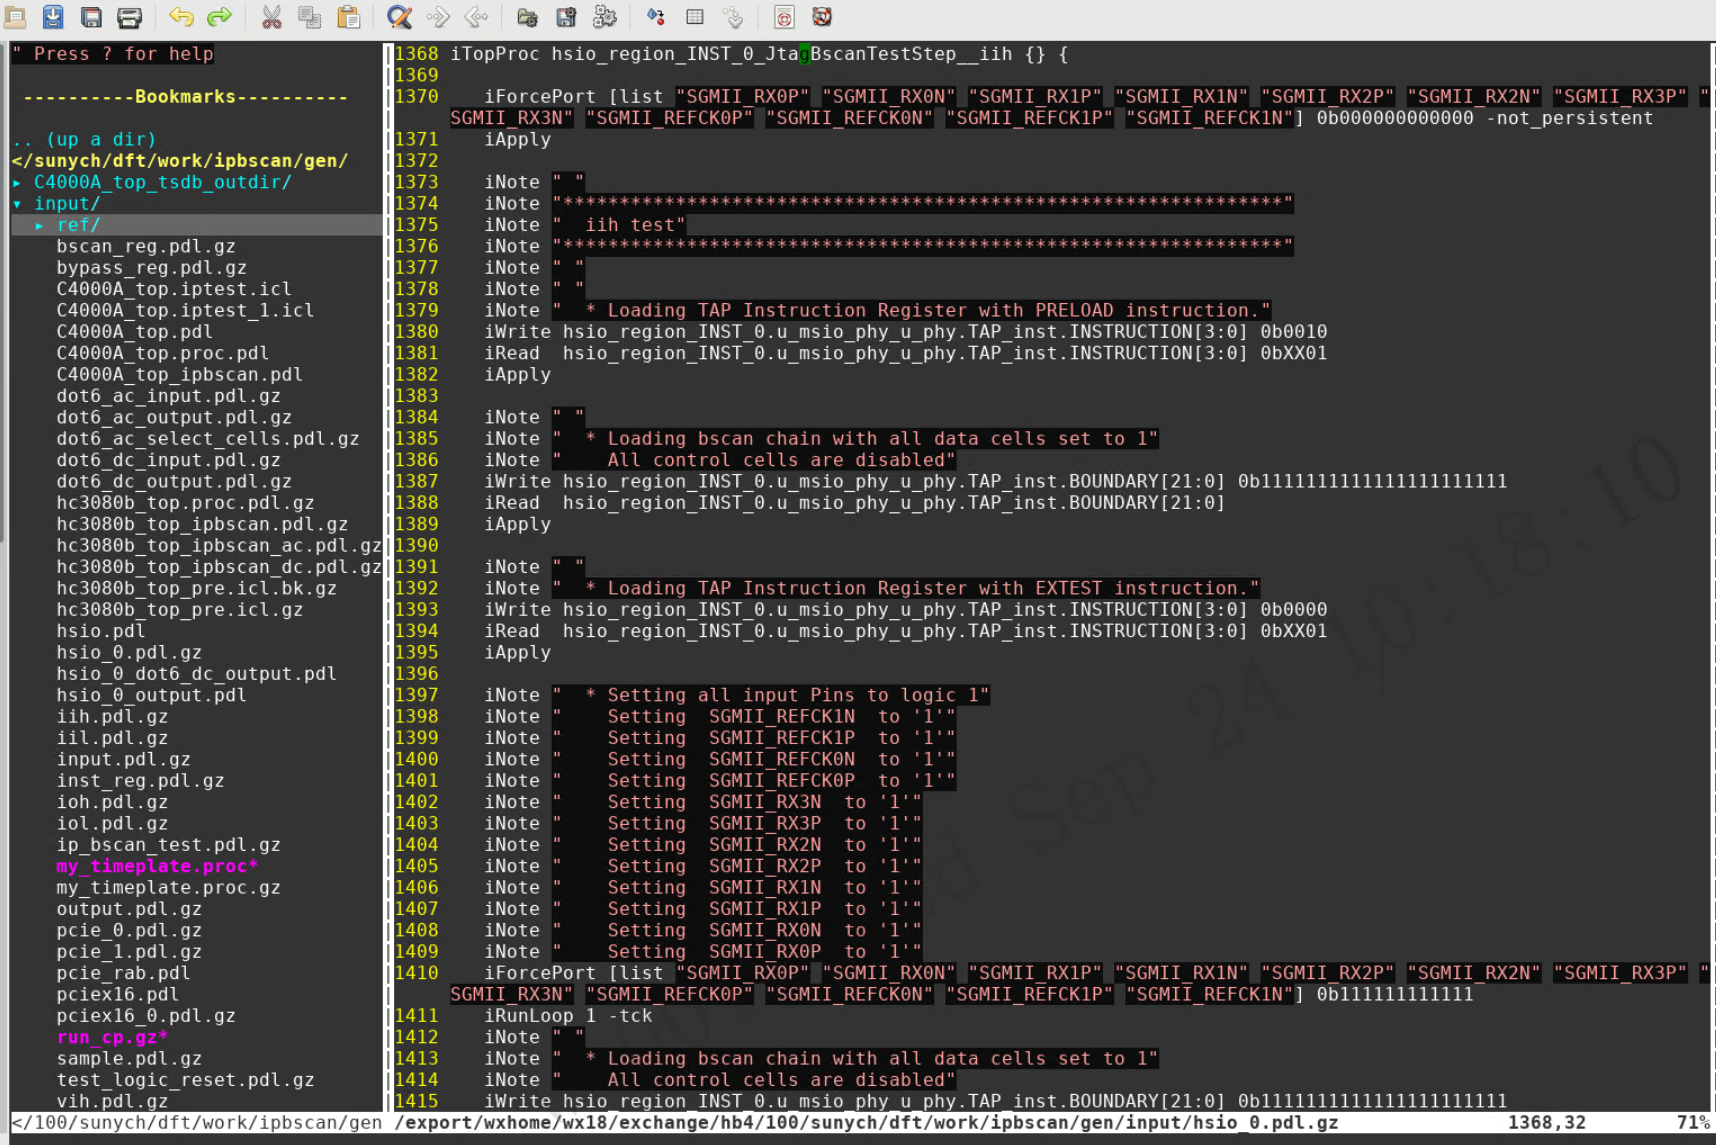 " Press ? for help
----------Bookmarks----------
.. (up a dir)
</sunych/dft/work/ipbscan/gen/
▸ C4000A_top_tsdb_outdir/
▾ input/
▸ ref/
bscan_reg.pdl.gz
bypass_reg.pdl.gz
C4000A_top.iptest.icl
C4000A_top.iptest_1.icl
C4000A_top.pdl
C4000A_top.proc.pdl
C4000A_top_ipbscan.pdl
dot6_ac_input.pdl.gz
dot6_ac_output.pdl.gz
dot6_ac_select_cells.pdl.gz
dot6_dc_input.pdl.gz
dot6_dc_output.pdl.gz
hc3080b_top.proc.pdl.gz
hc3080b_top_ipbscan.pdl.gz
hc3080b_top_ipbscan_ac.pdl.gz
hc3080b_top_ipbscan_dc.pdl.gz
hc3080b_top_pre.icl.bk.gz
hc3080b_top_pre.icl.gz
hsio.pdl
hsio_0.pdl.gz
hsio_0_dot6_dc_output.pdl
hsio_0_output.pdl
iih.pdl.gz
iil.pdl.gz
input.pdl.gz
inst_reg.pdl.gz
ioh.pdl.gz
iol.pdl.gz
ip_bscan_test.pdl.gz
my_timeplate.proc*
my_timeplate.proc.gz
output.pdl.gz
pcie_0.pdl.gz
pcie_1.pdl.gz
pcie_rab.pdl
pciex16.pdl
pciex16_0.pdl.gz
run_cp.gz*
sample.pdl.gz
test_logic_reset.pdl.gz
vih.pdl.gz
</100/sunych/dft/work/ipbscan/gen
1368 iTopProc hsio_region_INST_0_JtagBscanTestStep__iih {} {
1369
1370 iForcePort [list "SGMII_RX0P" "SGMII_RX0N" "SGMII_RX1P" "SGMII_RX1N" "SGMII_RX2P" "SGMII_RX2N" "SGMII_RX3P" "
SGMII_RX3N" "SGMII_REFCK0P" "SGMII_REFCK0N" "SGMII_REFCK1P" "SGMII_REFCK1N"] 0b000000000000 -not_persistent
1371 iApply
1372
1373 iNote " "
1374 iNote "****************************************************************"
1375 iNote "  iih test"
1376 iNote "****************************************************************"
1377 iNote " "
1378 iNote " "
1379 iNote "  * Loading TAP Instruction Register with PRELOAD instruction."
1380 iWrite hsio_region_INST_0.u_msio_phy_u_phy.TAP_inst.INSTRUCTION[3:0] 0b0010
1381 iRead  hsio_region_INST_0.u_msio_phy_u_phy.TAP_inst.INSTRUCTION[3:0] 0bXX01
1382 iApply
1383
1384 iNote " "
1385 iNote "  * Loading bscan chain with all data cells set to 1"
1386 iNote "    All control cells are disabled"
1387 iWrite hsio_region_INST_0.u_msio_phy_u_phy.TAP_inst.BOUNDARY[21:0] 0b1111111111111111111111
1388 iRead  hsio_region_INST_0.u_msio_phy_u_phy.TAP_inst.BOUNDARY[21:0]
1389 iApply
1390
1391 iNote " "
1392 iNote "  * Loading TAP Instruction Register with EXTEST instruction."
1393 iWrite hsio_region_INST_0.u_msio_phy_u_phy.TAP_inst.INSTRUCTION[3:0] 0b0000
1394 iRead  hsio_region_INST_0.u_msio_phy_u_phy.TAP_inst.INSTRUCTION[3:0] 0bXX01
1395 iApply
1396
1397 iNote "  * Setting all input Pins to logic 1"
1398 iNote "    Setting  SGMII_REFCK1N  to '1'"
1399 iNote "    Setting  SGMII_REFCK1P  to '1'"
1400 iNote "    Setting  SGMII_REFCK0N  to '1'"
1401 iNote "    Setting  SGMII_REFCK0P  to '1'"
1402 iNote "    Setting  SGMII_RX3N  to '1'"
1403 iNote "    Setting  SGMII_RX3P  to '1'"
1404 iNote "    Setting  SGMII_RX2N  to '1'"
1405 iNote "    Setting  SGMII_RX2P  to '1'"
1406 iNote "    Setting  SGMII_RX1N  to '1'"
1407 iNote "    Setting  SGMII_RX1P  to '1'"
1408 iNote "    Setting  SGMII_RX0N  to '1'"
1409 iNote "    Setting  SGMII_RX0P  to '1'"
1410 iForcePort [list "SGMII_RX0P" "SGMII_RX0N" "SGMII_RX1P" "SGMII_RX1N" "SGMII_RX2P" "SGMII_RX2N" "SGMII_RX3P" "
SGMII_RX3N" "SGMII_REFCK0P" "SGMII_REFCK0N" "SGMII_REFCK1P" "SGMII_REFCK1N"] 0b111111111111
1411 iRunLoop 1 -tck
1412 iNote " "
1413 iNote "  * Loading bscan chain with all data cells set to 1"
1414 iNote "    All control cells are disabled"
1415 iWrite hsio_region_INST_0.u_msio_phy_u_phy.TAP_inst.BOUNDARY[21:0] 0b1111111111111111111111
/export/wxhome/wx18/exchange/hb4/100/sunych/dft/work/ipbscan/gen/input/hsio_0.pdl.gz 1368,32 71%
Sep 24 10:18:10